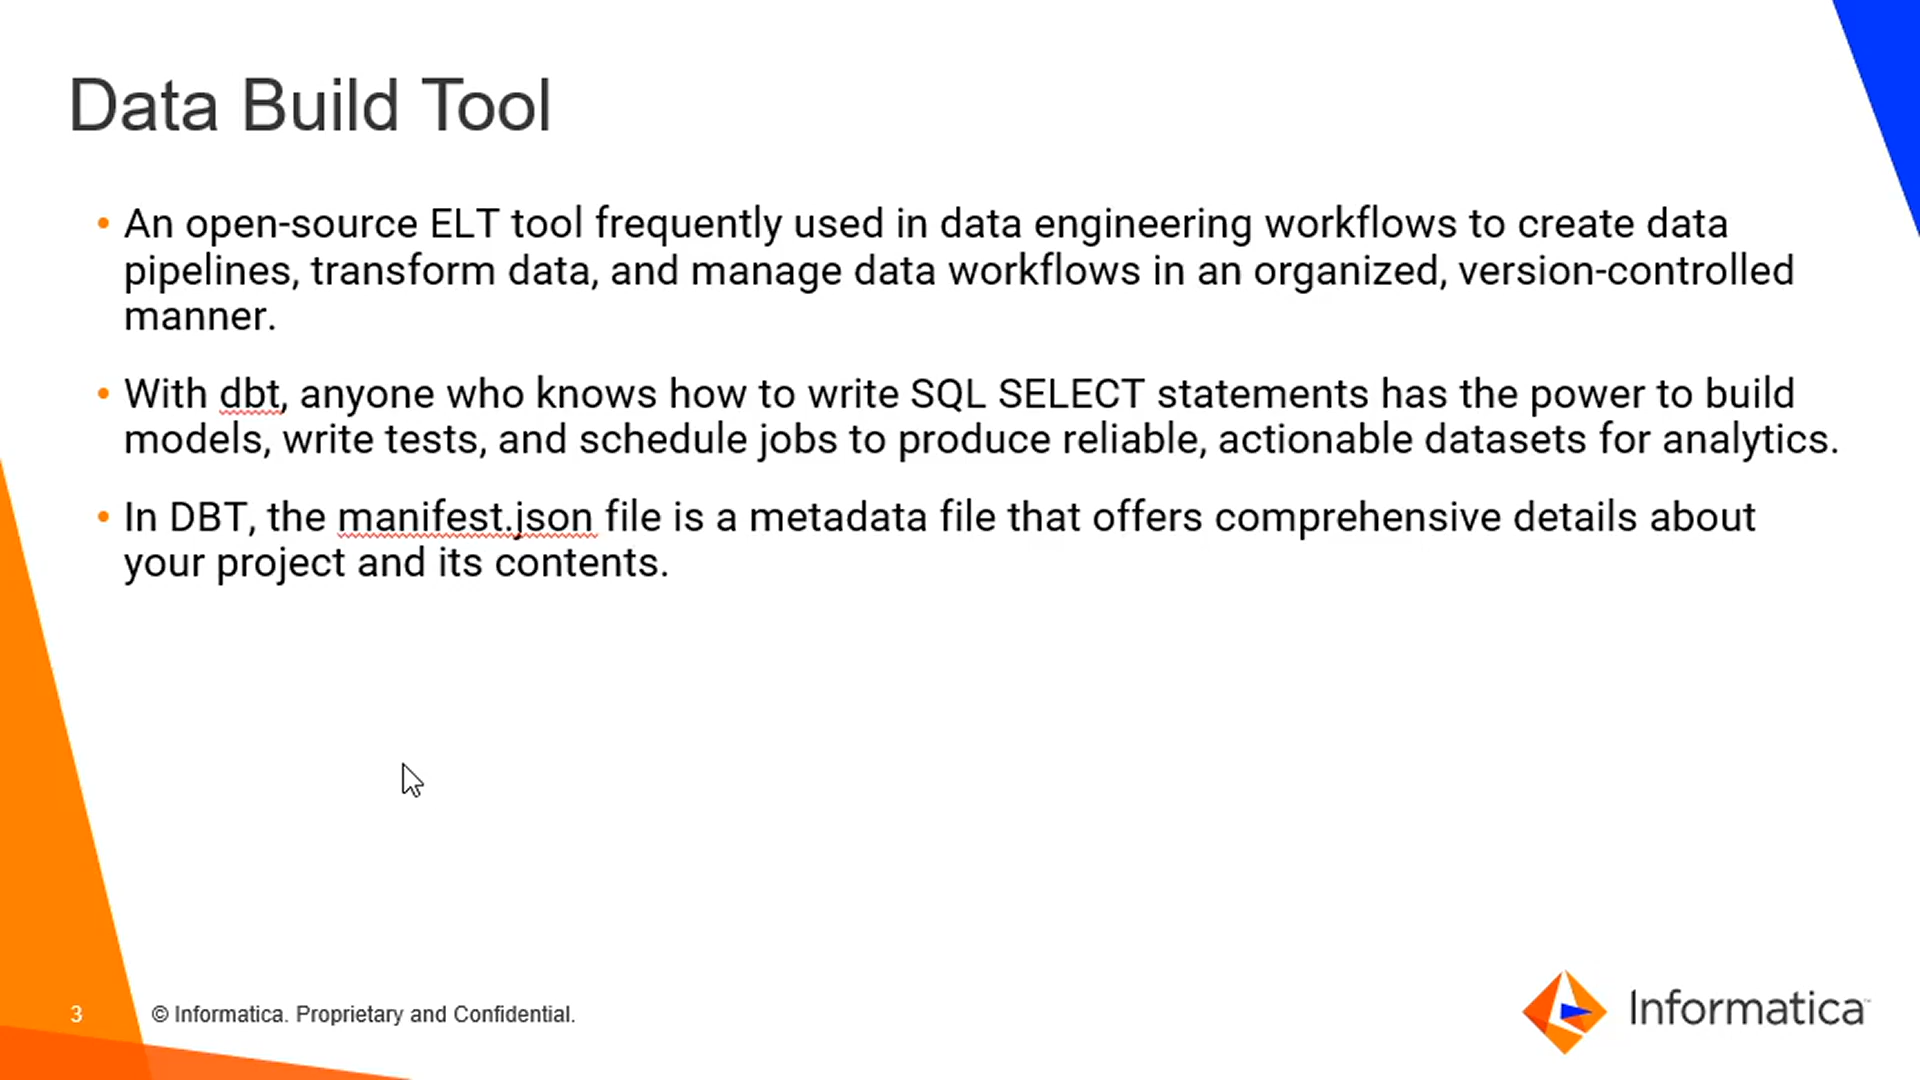 Data Build Tool
• An open-source ELT tool frequently used in data engineering workflows to create data
pipelines, transform data, and manage data workflows in an organized, version-controlled
manner.
• With dbt, anyone who knows how to write SQL SELECT statements has the power to build
models, write tests, and schedule jobs to produce reliable, actionable datasets for analytics.
• In DBT, the manifest.json file is a metadata file that offers comprehensive details about
your project and its contents.
3 © Informatica. Proprietary and Confidential.
Informatica™